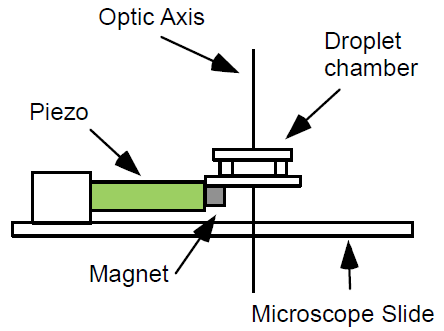 Optic Axis
Droplet
chamber
Piezo
Magnet
Microscope Slide